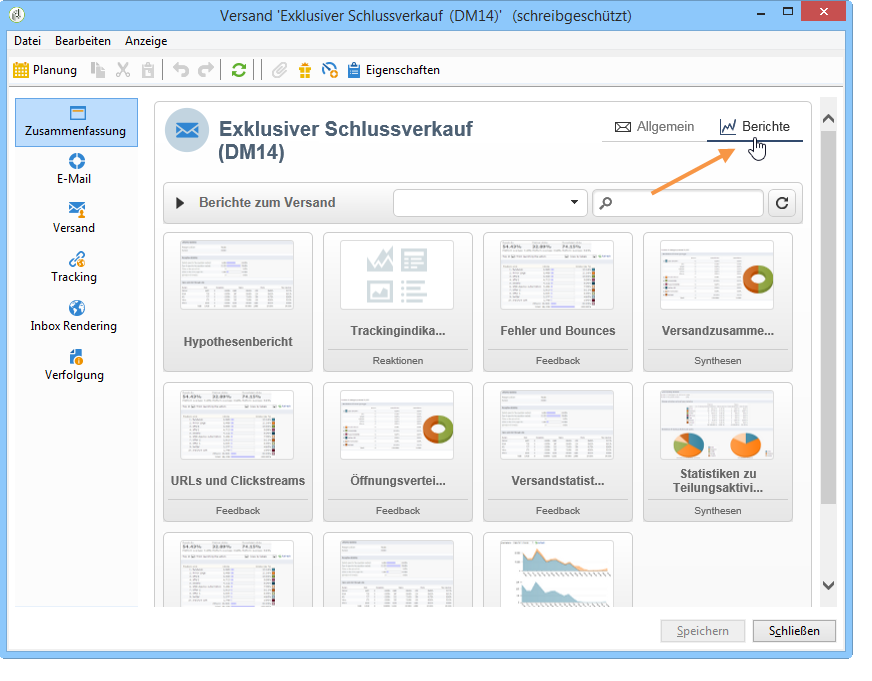 Versand 'Exklusiver Schlussverkauf (DM14)' (schreibgeschützt)
Datei Bearbeiten Anzeige
Planung Eigenschaften
Zusammenfassung
E-Mail
Versand
Tracking
Inbox Rendering
Verfolgung
Exklusiver Schlussverkauf
(DM14)
Allgemein
Berichte
Berichte zum Versand
Hypothesenbericht
Trackingindika...
Reaktionen
Fehler und Bounces
Feedback
Versandzusamme...
Synthesen
URLs und Clickstreams
Feedback
Öffnungsvertei...
Feedback
Versandstatist...
Feedback
Statistiken zu
Teilungsaktivi...
Synthesen
Speichern
Schließen